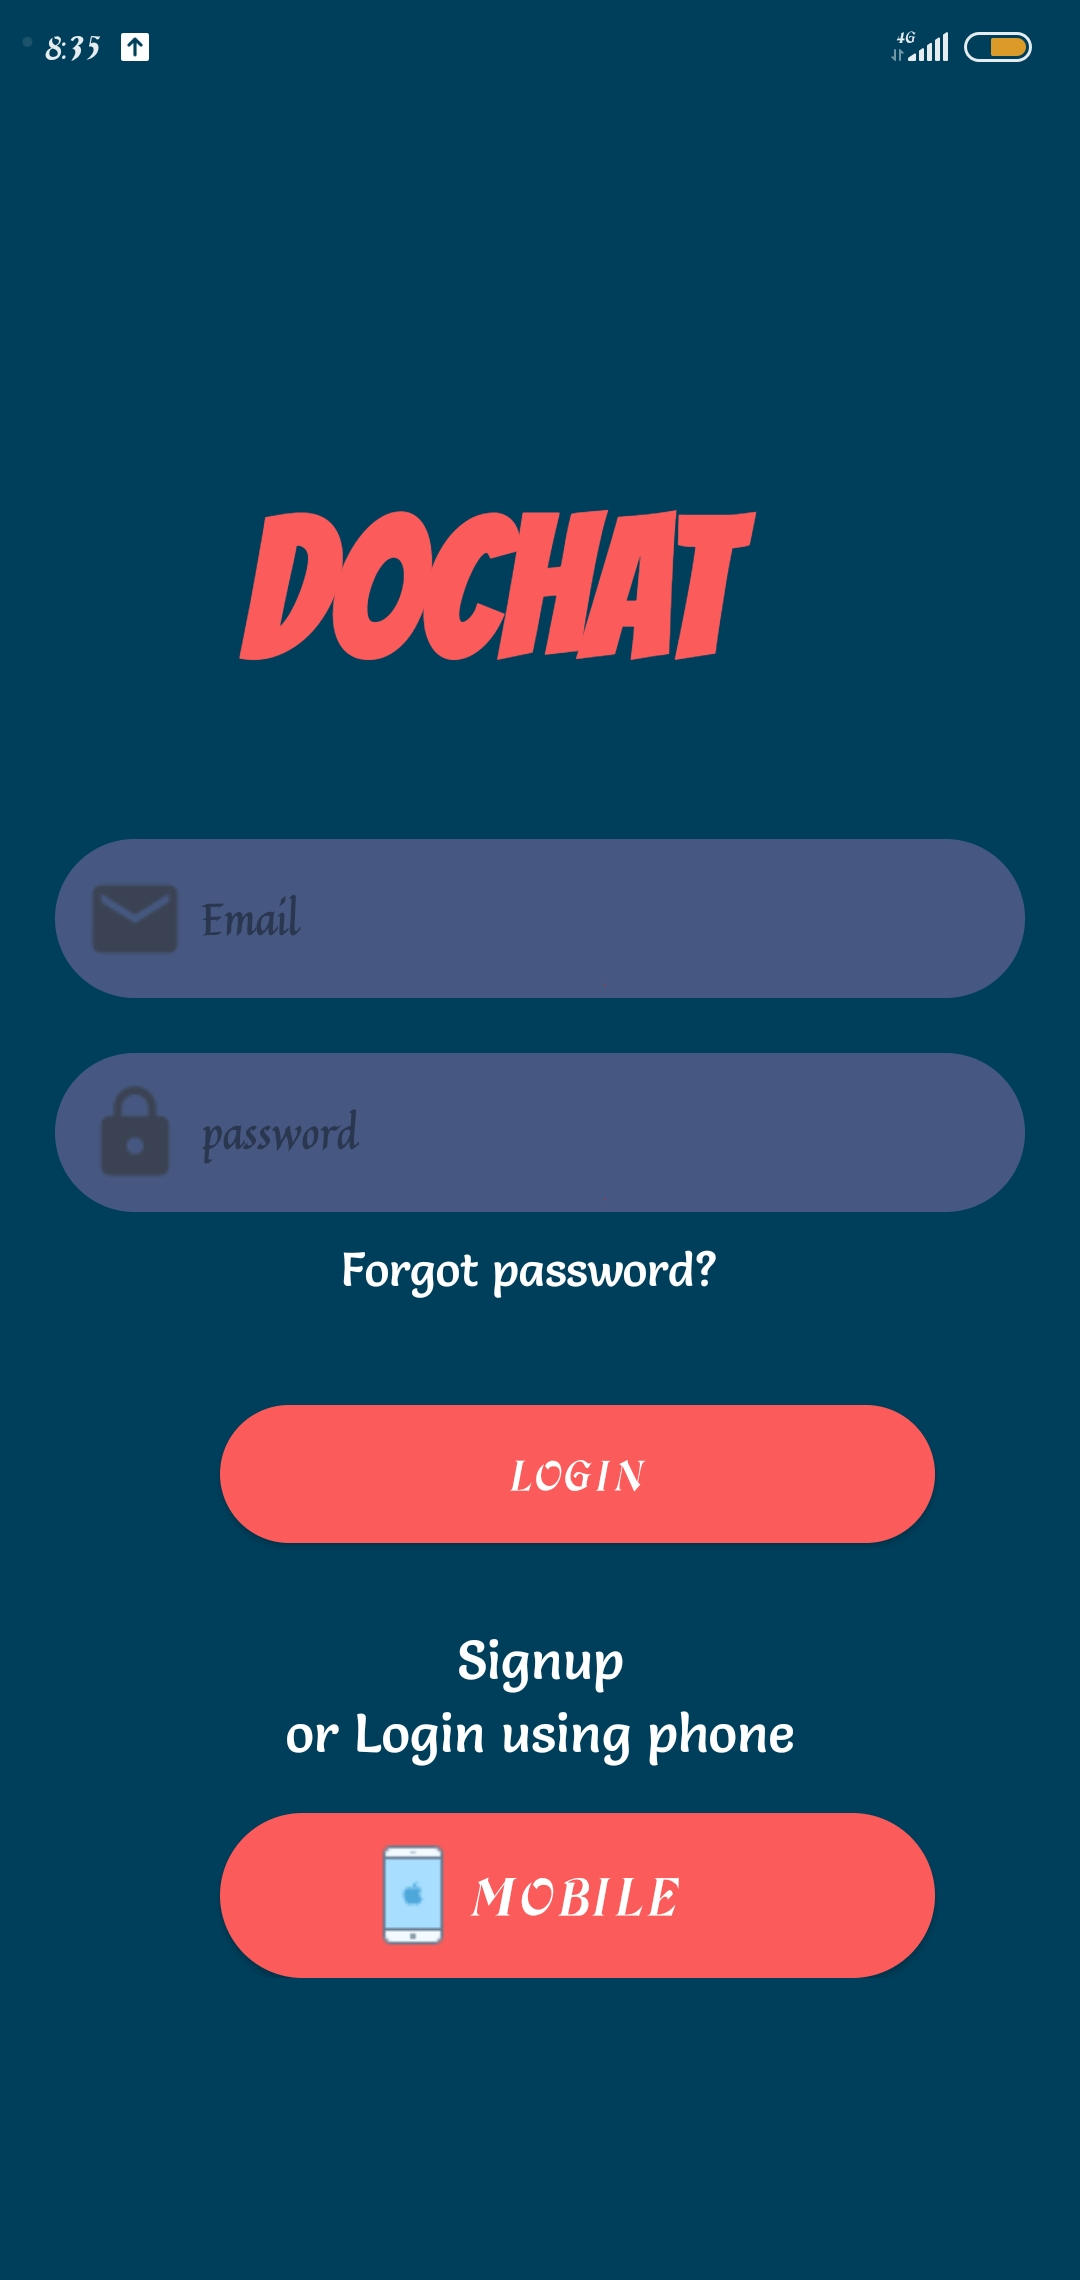 8:35
4G
DOCHAT
Email
password
Forgot password?
LOGIN
Signup
or Login using phone
MOBILE